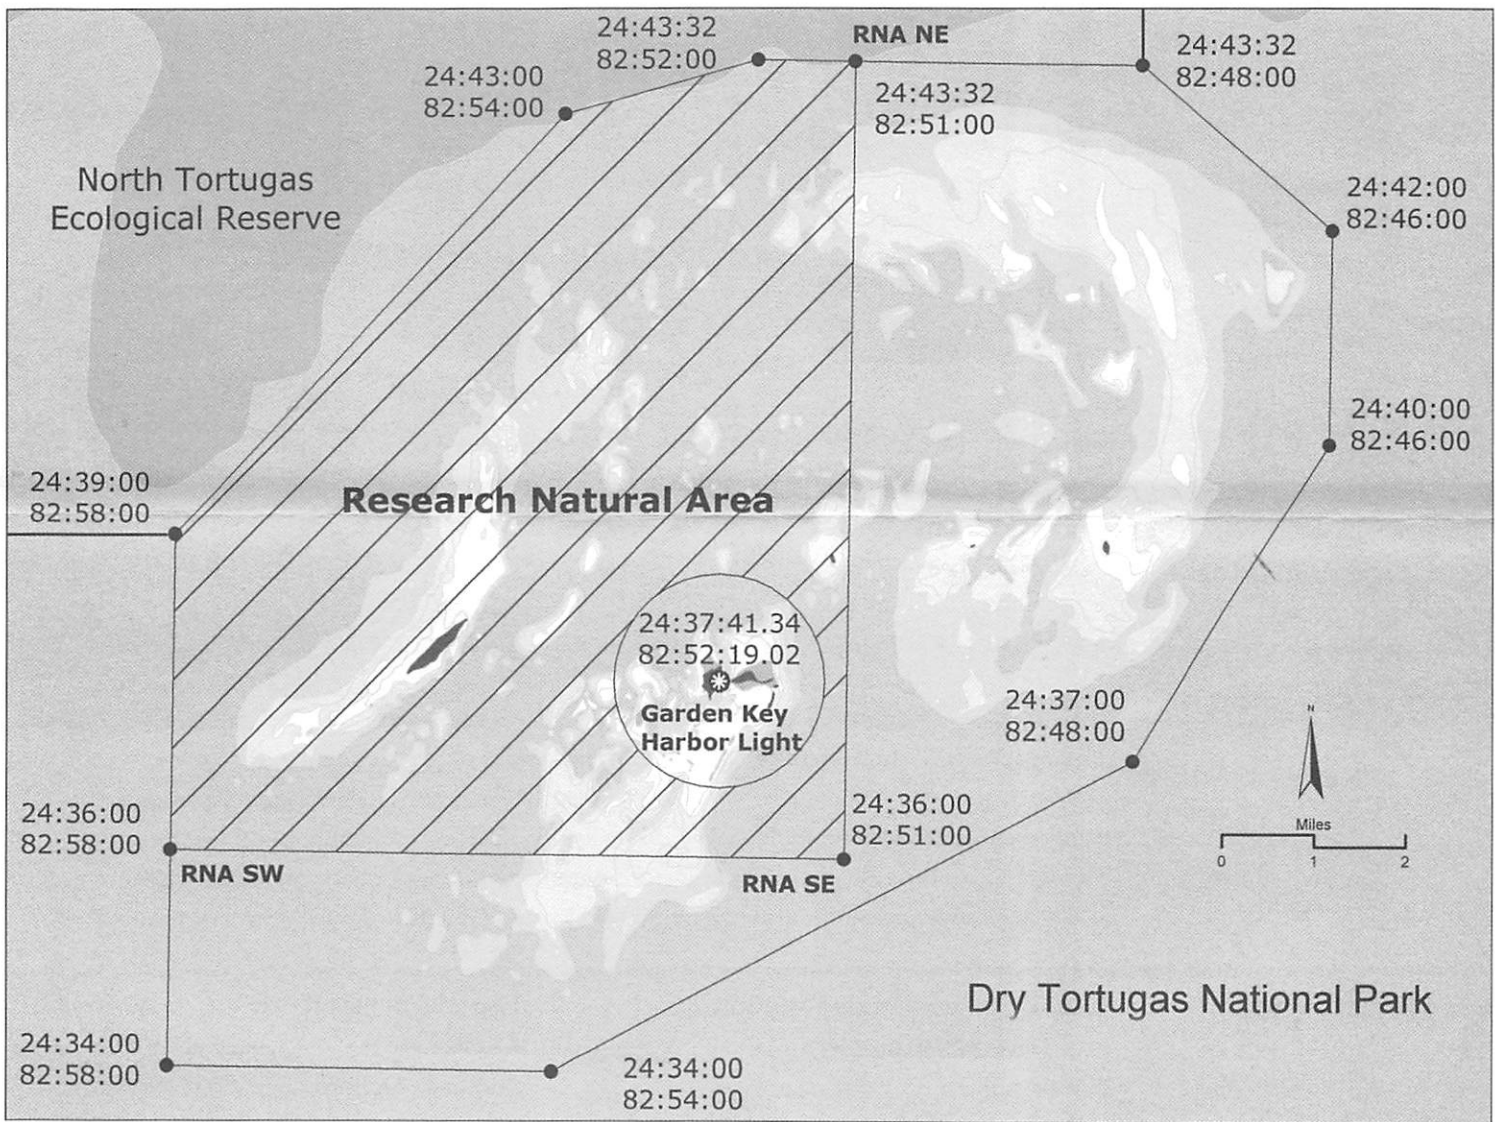 24:43:32
82:52:00
RNA NE
24:43:32
82:48:00
24:43:00
82:54:00
24:43:32
82:51:00
North Tortugas
Ecological Reserve
24:42:00
82:46:00
24:40:00
82:46:00
24:39:00
82:58:00
Research Natural Area
24:37:41.34
82:52:19.02
Garden Key
Harbor Light
24:37:00
82:48:00
N
Miles
0 1 2
24:36:00
82:58:00
24:36:00
82:51:00
RNA SW
RNA SE
Dry Tortugas National Park
24:34:00
82:58:00
24:34:00
82:54:00